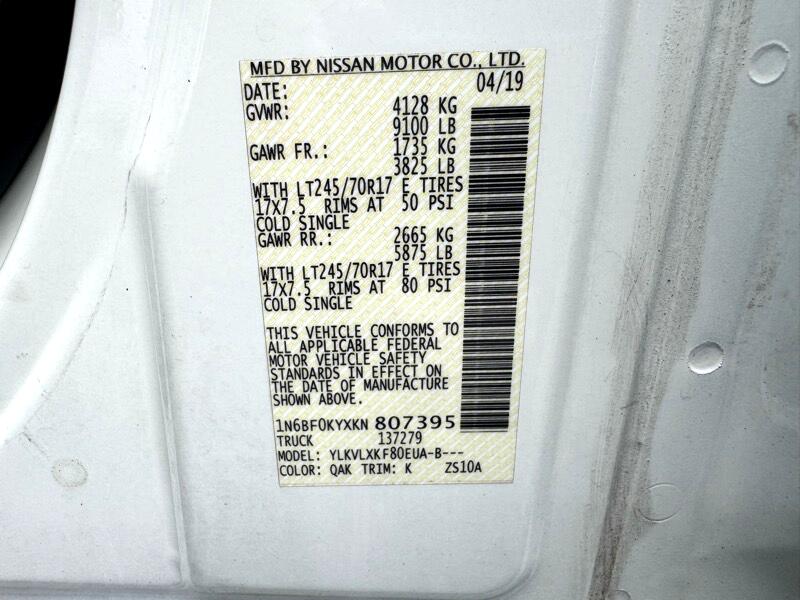 MFD BY NISSAN MOTOR CO., LTD.
DATE: 04/19
GVWR: 4128 KG
9100 LB
GAWR FR.: 1735 KG
3825 LB
WITH LT245/70R17 E TIRES
17X7.5 RIMS AT 50 PSI
COLD SINGLE
GAWR RR.: 2665 KG
5875 LB
WITH LT245/70R17 E TIRES
17X7.5 RIMS AT 80 PSI
COLD SINGLE
THIS VEHICLE CONFORMS TO
ALL APPLICABLE FEDERAL
MOTOR VEHICLE SAFETY
STANDARDS IN EFFECT ON
THE DATE OF MANUFACTURE
SHOWN ABOVE.
1N6BF0KYXKN 807395
TRUCK 137279
MODEL: YLKVLXKF80EUA-B---
COLOR: QAK TRIM: K ZS10A